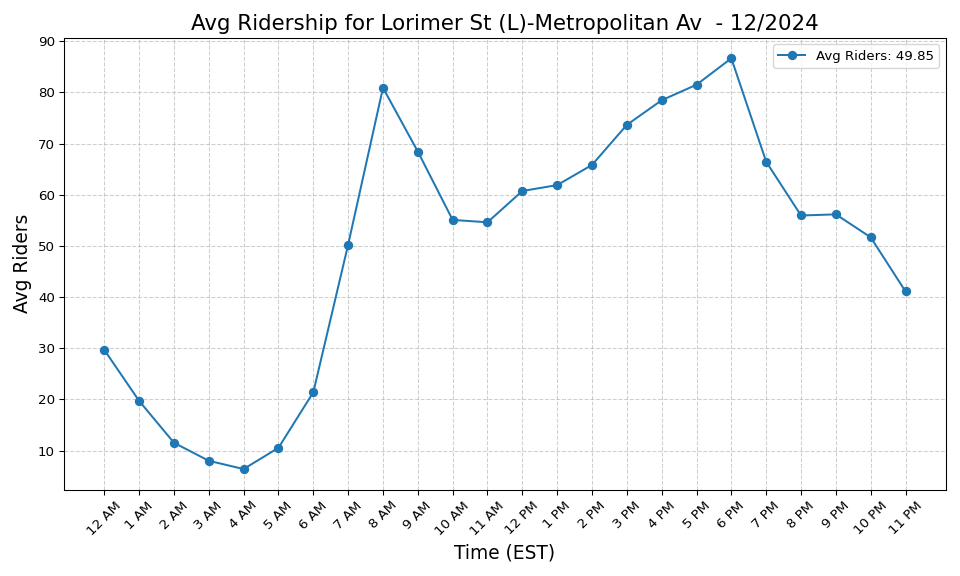 Avg Ridership for Lorimer St (L)-Metropolitan Av  - 12/2024
Avg Riders: 49.85
Avg Riders
90
80
70
60
50
40
30
20
10
12 AM
1 AM
2 AM
3 AM
4 AM
5 AM
6 AM
7 AM
8 AM
9 AM
10 AM
11 AM
12 PM
1 PM
2 PM
3 PM
4 PM
5 PM
6 PM
7 PM
8 PM
9 PM
10 PM
11 PM
Time (EST)